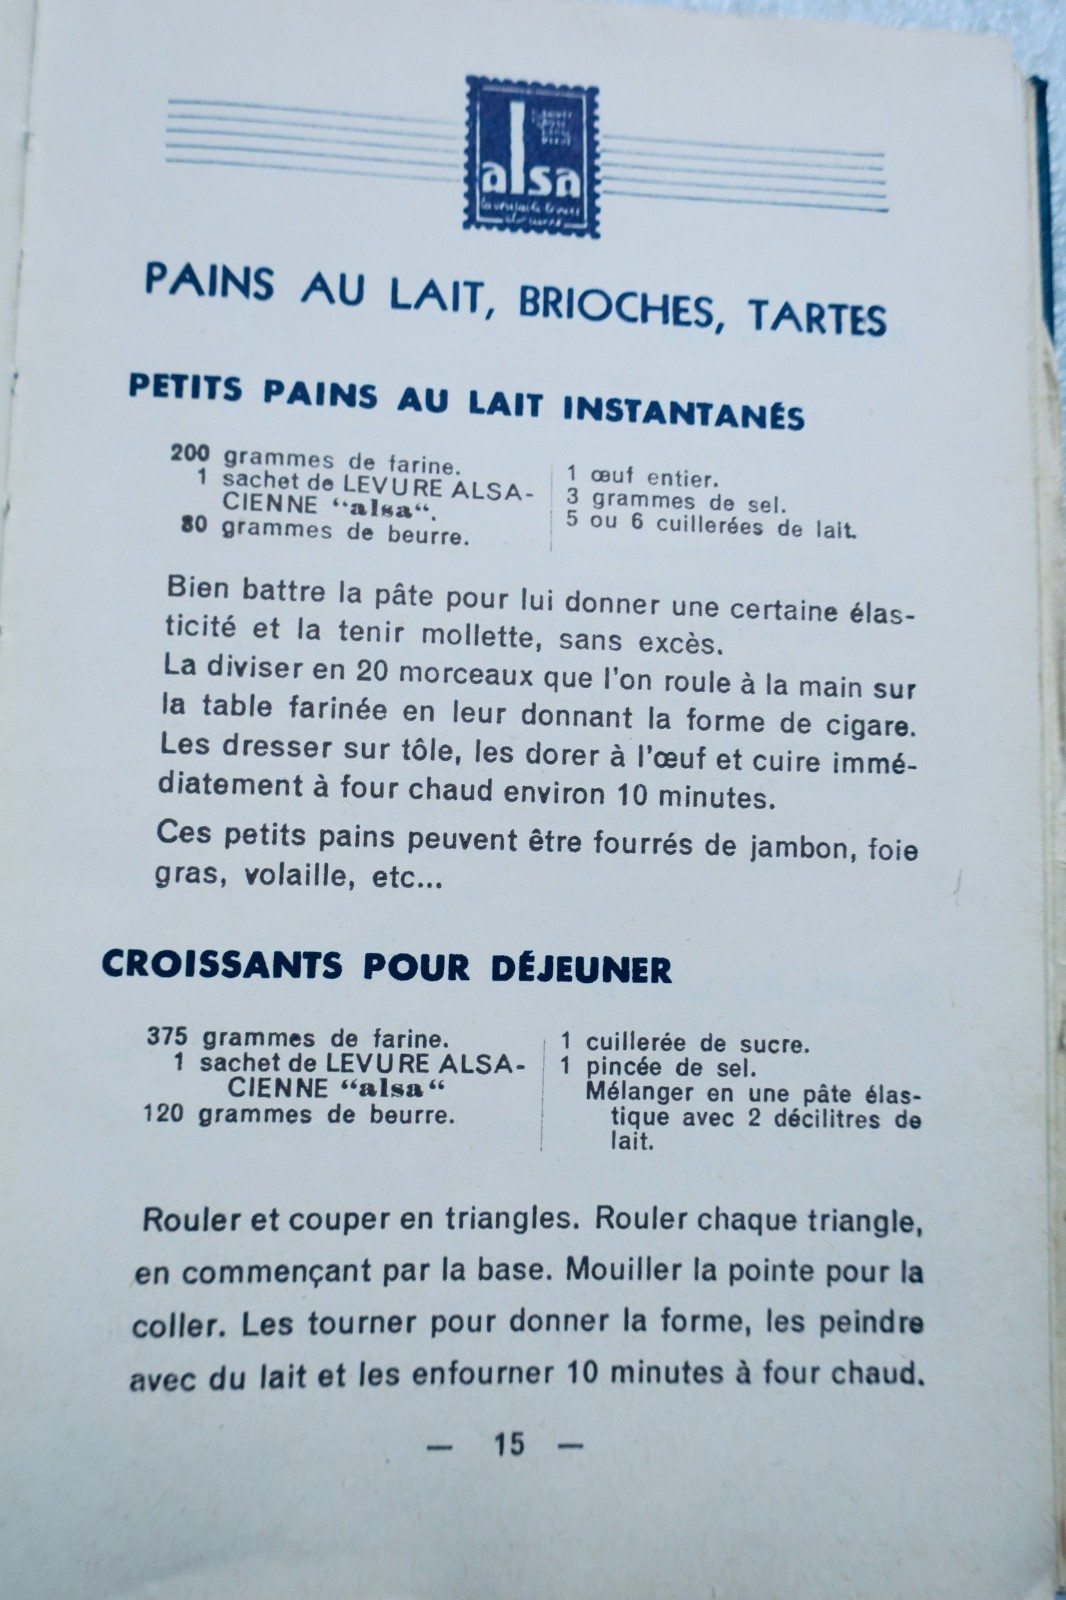 alsa
PAINS AU LAIT, BRIOCHES, TARTES
PETITS PAINS AU LAIT INSTANTANÉS
200 grammes de farine.
1 sachet de LEVURE ALSA-
CIENNE “alsa“.
80 grammes de beurre.
1 œuf entier.
3 grammes de sel.
5 ou 6 cuillerées de lait.
Bien battre la pâte pour lui donner une certaine élas-
ticité et la tenir mollette, sans excès.
La diviser en 20 morceaux que l'on roule à la main sur
la table farinée en leur donnant la forme de cigare.
Les dresser sur tôle, les dorer à l'œuf et cuire immé-
diatement à four chaud environ 10 minutes.
Ces petits pains peuvent être fourrés de jambon, foie
gras, volaille, etc...
CROISSANTS POUR DÉJEUNER
375 grammes de farine.
1 sachet de LEVURE ALSA-
CIENNE “alsa“
120 grammes de beurre.
1 cuillerée de sucre.
1 pincée de sel.
Mélanger en une pâte élas-
tique avec 2 décilitres de
lait.
Rouler et couper en triangles. Rouler chaque triangle,
en commençant par la base. Mouiller la pointe pour la
coller. Les tourner pour donner la forme, les peindre
avec du lait et les enfourner 10 minutes à four chaud.
— 15 —